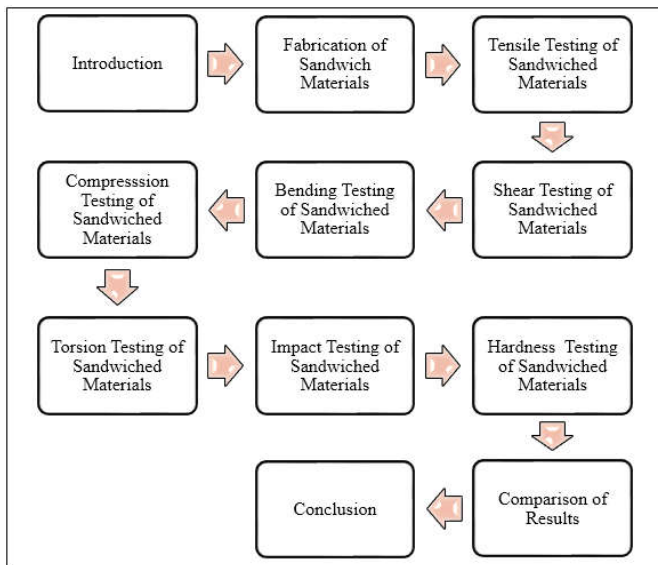 Introduction
Fabrication of
Sandwich
Materials
Tensile Testing of
Sandwiched
Materials
Shear Testing of
Sandwiched
Materials
Bending Testing
of Sandwiched
Materials
Compresssion
Testing of
Sandwiched
Materials
Torsion Testing of
Sandwiched
Materials
Impact Testing of
Sandwiched
Materials
Hardness Testing
of Sandwiched
Materials
Comparison of
Results
Conclusion